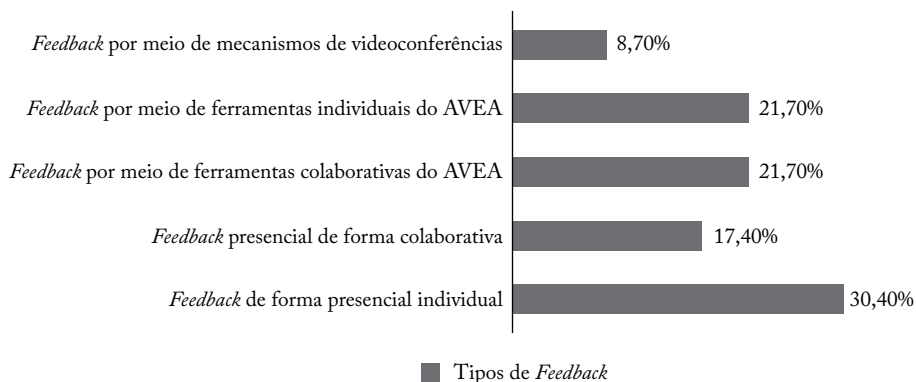 Feedback por meio de mecanismos de videoconferências 8,70%
Feedback por meio de ferramentas individuais do AVEA 21,70%
Feedback por meio de ferramentas colaborativas do AVEA 21,70%
Feedback presencial de forma colaborativa 17,40%
Feedback de forma presencial individual 30,40%
Tipos de Feedback